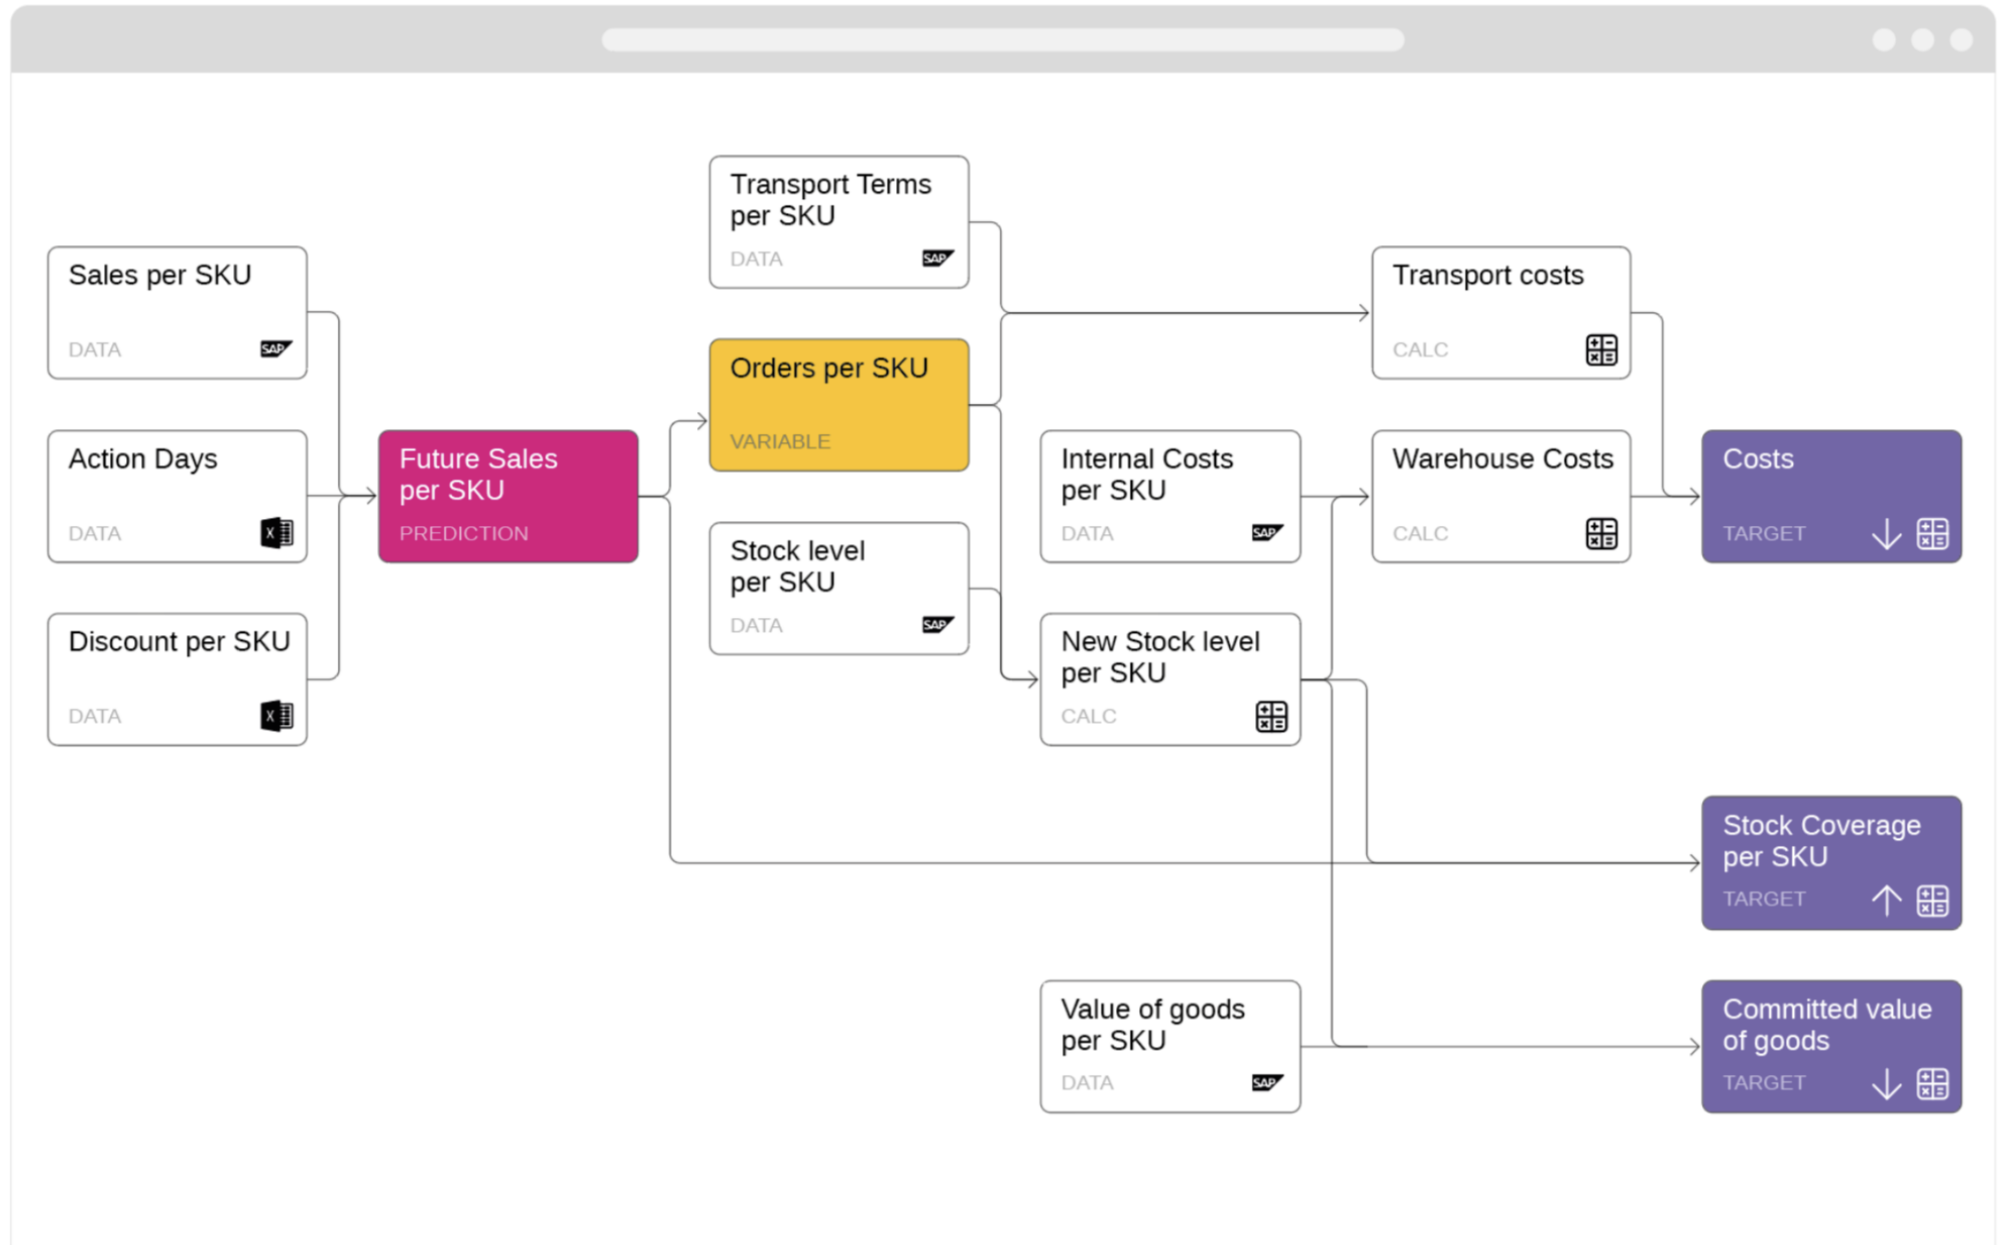 Transport Terms
per SKU
DATA
SAP
Sales per SKU
DATA
SAP
Transport costs
CALC
Orders per SKU
VARIABLE
Action Days
DATA
X
Future Sales
per SKU
PREDICTION
Internal Costs
per SKU
DATA
SAP
Warehouse Costs
CALC
Costs
TARGET
Stock level
per SKU
DATA
SAP
Discount per SKU
DATA
X
New Stock level
per SKU
CALC
Stock Coverage
per SKU
TARGET
Value of goods
per SKU
DATA
SAP
Committed value
of goods
TARGET